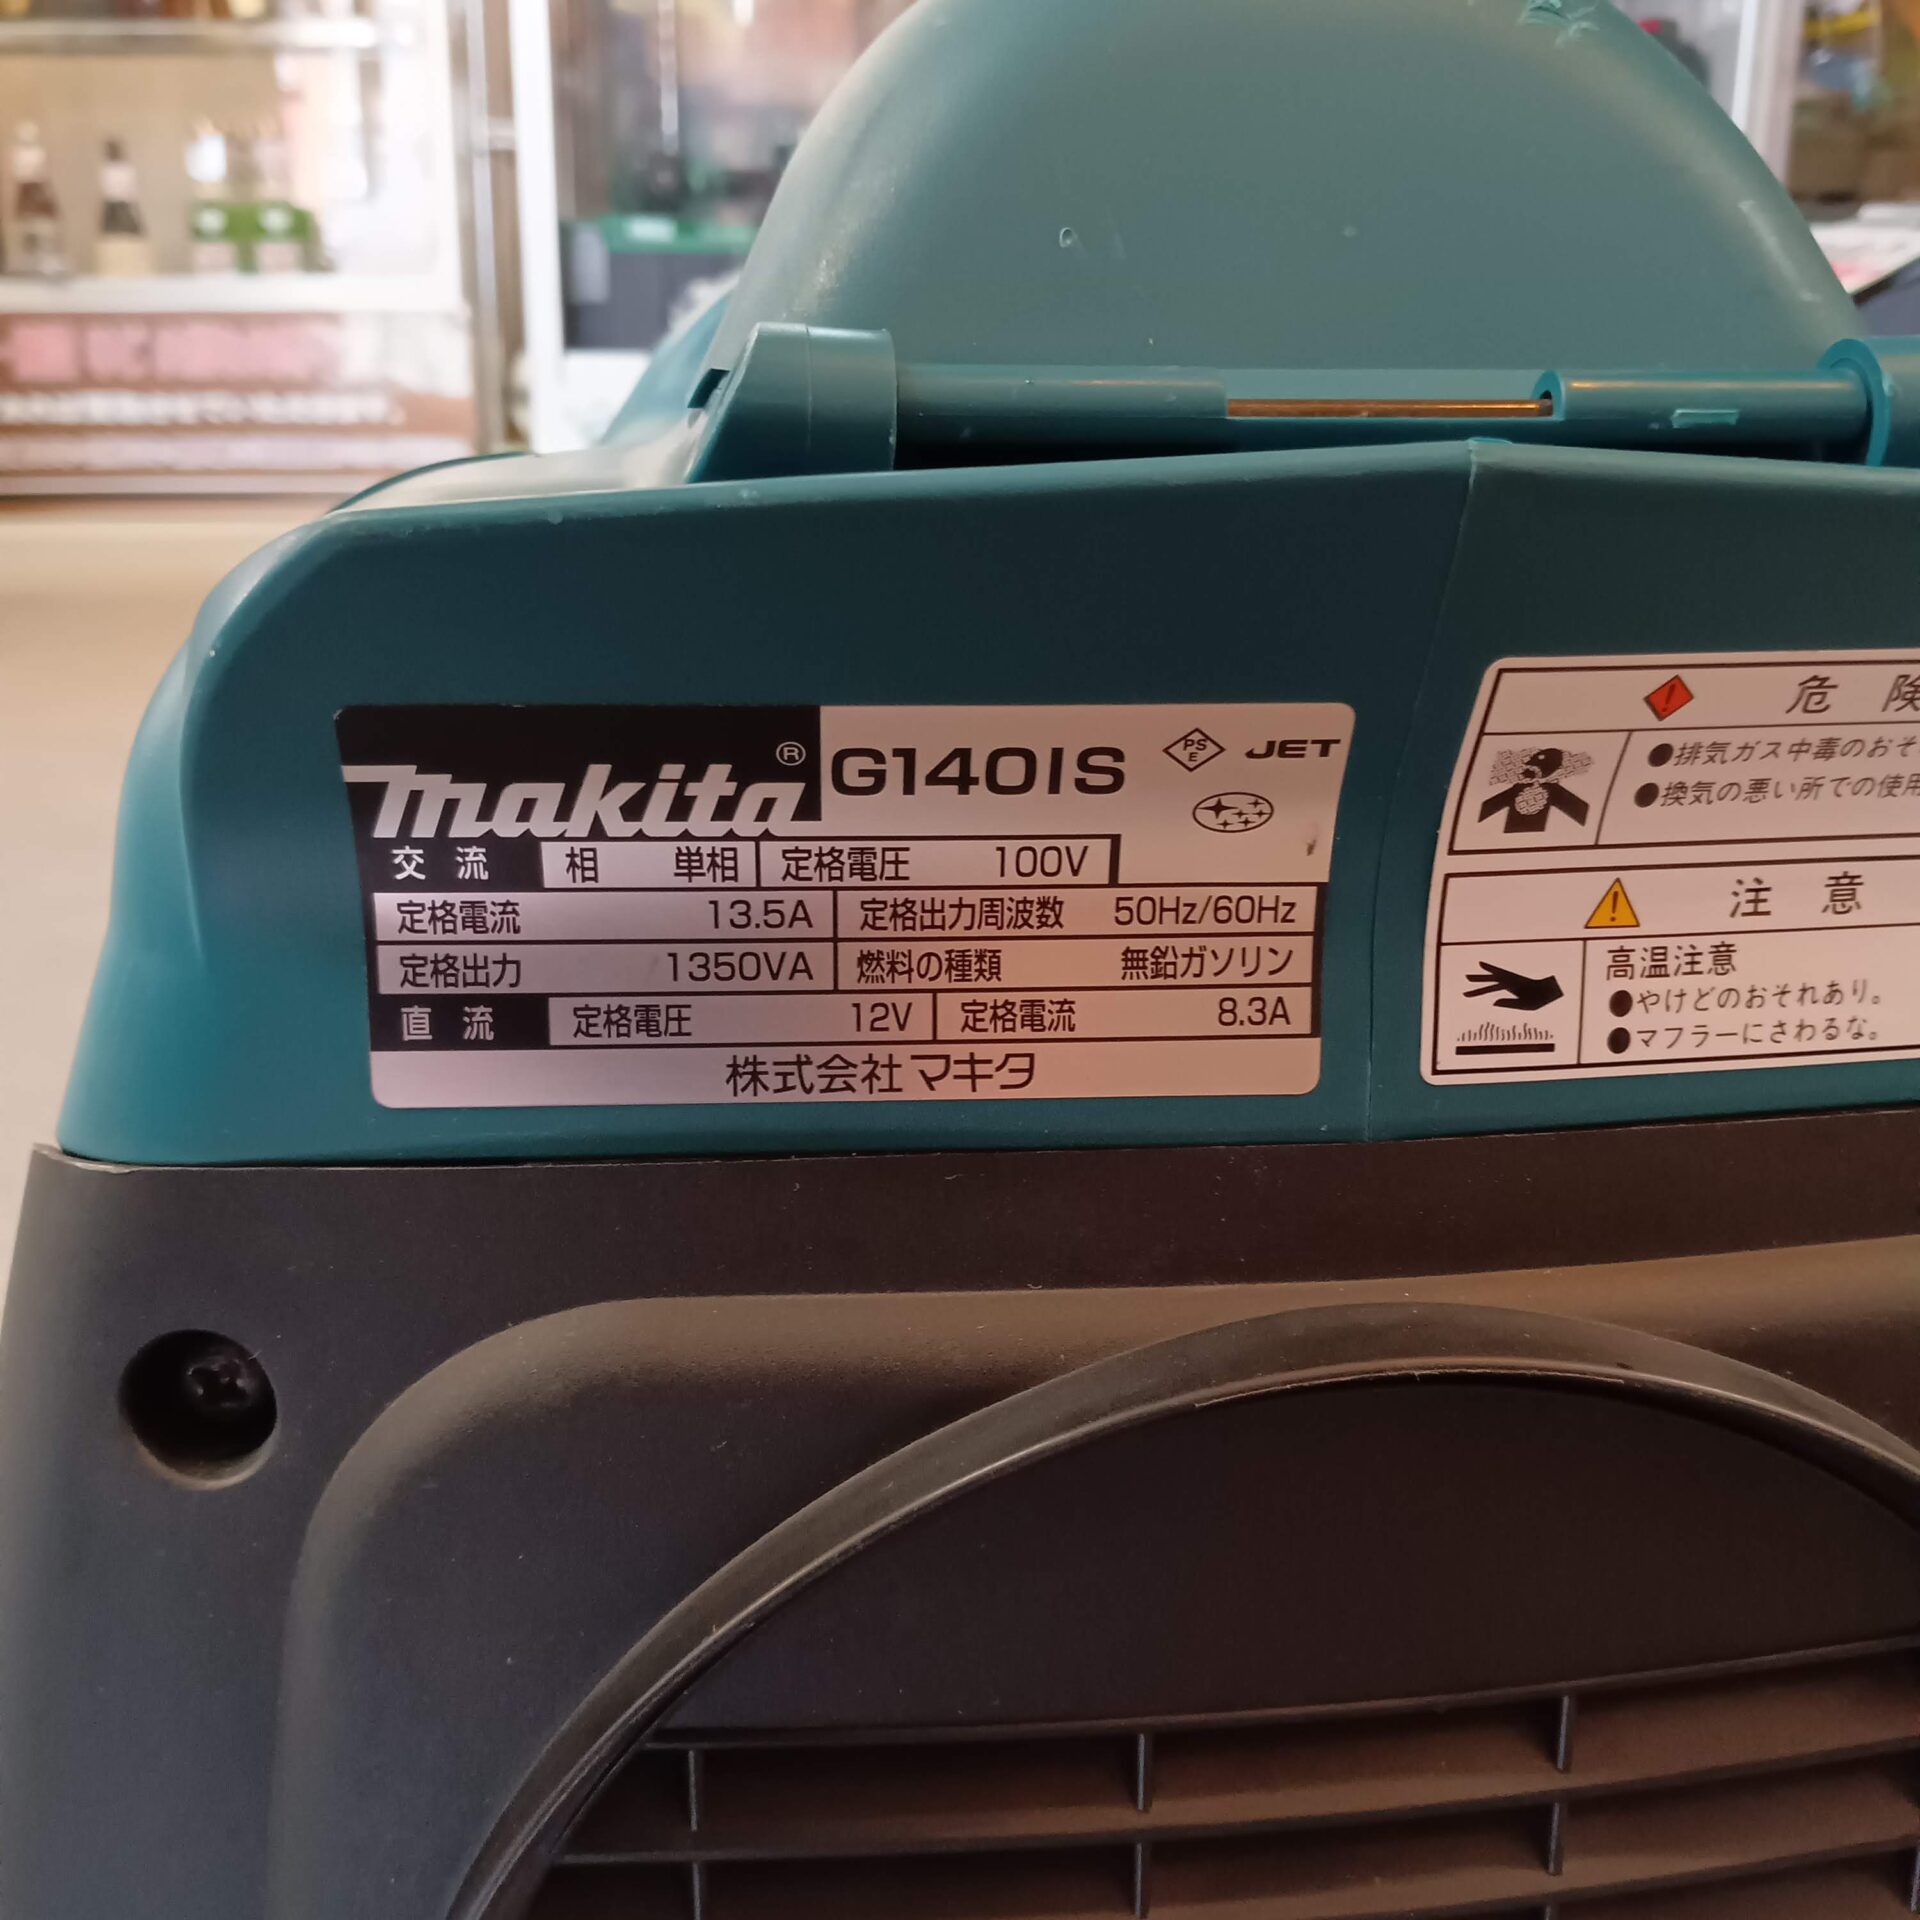 makita® G140IS PSE JET
交流 相 単相 定格電圧 100V
定格電流 13.5A 定格出力周波数 50Hz/60Hz
定格出力 1350VA 燃料の種類 無鉛ガソリン
直流 定格電圧 12V 定格電流 8.3A
株式会社マキタ
危険
●排気ガス中毒のおそ
●換気の悪い所での使用
注意
高温注意
●やけどのおそれあり。
●マフラーにさわるな。